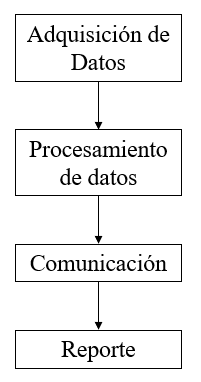 Adquisición de
Datos
Procesamiento
de datos
Comunicación
Reporte